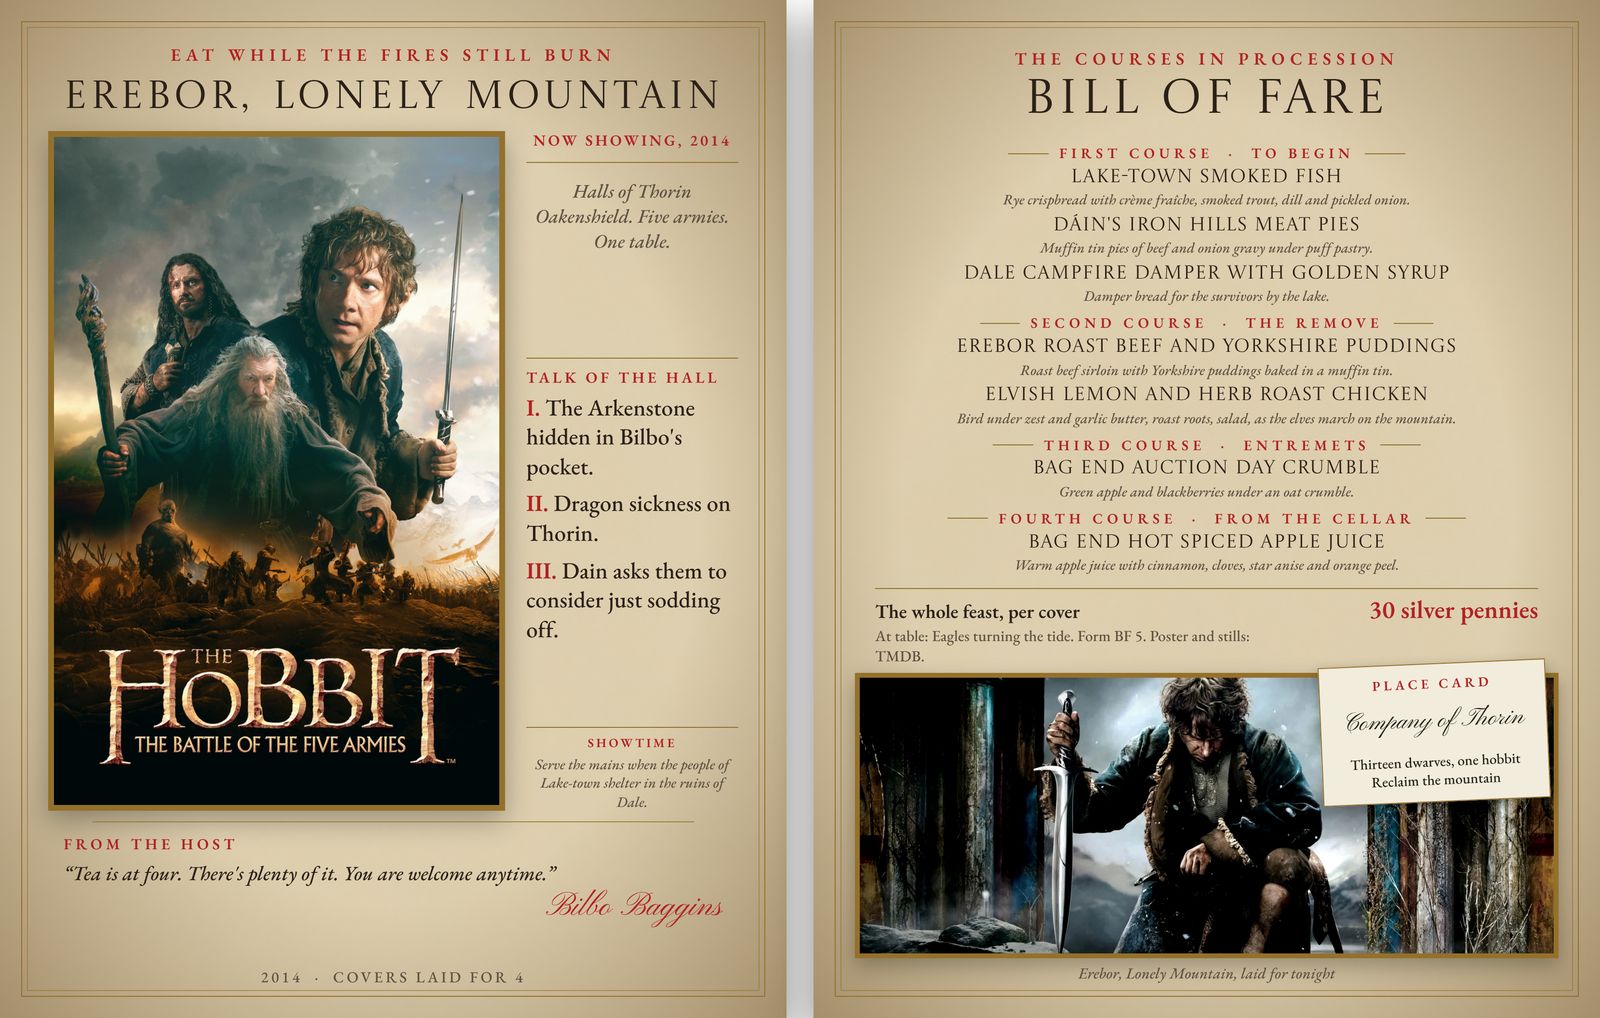 EAT WHILE THE FIRES STILL BURN
EREBOR, LONELY MOUNTAIN
NOW SHOWING, 2014
Halls of Thorin
Oakenshield. Five armies.
One table.
TALK OF THE HALL
I. The Arkenstone
hidden in Bilbo's
pocket.
II. Dragon sickness on
Thorin.
III. Dain asks them to
consider just sodding
off.
THE
HOBBIT
THE BATTLE OF THE FIVE ARMIES
TM
SHOWTIME
Serve the mains when the people of
Lake-town shelter in the ruins of
Dale.
FROM THE HOST
“Tea is at four. There's plenty of it. You are welcome anytime.”
Bilbo Baggins
2014 · COVERS LAID FOR 4
THE COURSES IN PROCESSION
BILL OF FARE
FIRST COURSE · TO BEGIN
LAKE-TOWN SMOKED FISH
Rye crispbread with crème fraîche, smoked trout, dill and pickled onion.
DÁIN'S IRON HILLS MEAT PIES
Muffin tin pies of beef and onion gravy under puff pastry.
DALE CAMPFIRE DAMPER WITH GOLDEN SYRUP
Damper bread for the survivors by the lake.
SECOND COURSE · THE REMOVE
EREBOR ROAST BEEF AND YORKSHIRE PUDDINGS
Roast beef sirloin with Yorkshire puddings baked in a muffin tin.
ELVISH LEMON AND HERB ROAST CHICKEN
Bird under zest and garlic butter, roast roots, salad, as the elves march on the mountain.
THIRD COURSE · ENTREMETS
BAG END AUCTION DAY CRUMBLE
Green apple and blackberries under an oat crumble.
FOURTH COURSE · FROM THE CELLAR
BAG END HOT SPICED APPLE JUICE
Warm apple juice with cinnamon, cloves, star anise and orange peel.
The whole feast, per cover
30 silver pennies
At table: Eagles turning the tide. Form BF 5. Poster and stills:
TMDB.
PLACE CARD
Company of Thorin
Thirteen dwarves, one hobbit
Reclaim the mountain
Erebor, Lonely Mountain, laid for tonight